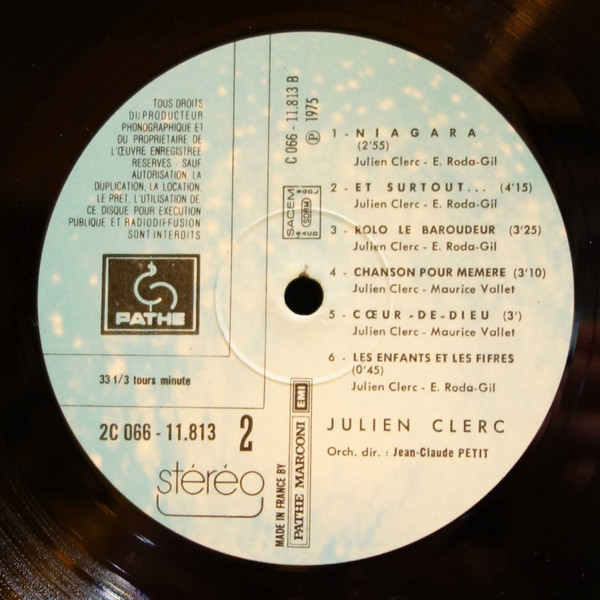 TOUS DROITS
DU PRODUCTEUR
PHONOGRAPHIQUE ET
DU PROPRIETAIRE DE
L'ŒUVRE ENREGISTREE
RESERVES - SAUF
AUTORISATION, LA
DUPLICATION, LA LOCATION,
LE PRET, L'UTILISATION DE
CE DISQUE POUR EXECUTION
PUBLIQUE ET RADIODIFFUSION
SONT INTERDITS
PATHE
33 1/3 tours minute
2C 066 - 11.813 2
stéréo
C 066 - 11.813 B
Ⓟ 1975
SACEM
SDRM
1 - NIAGARA
(2'55)
Julien Clerc - E. Roda-Gil
2 - ET SURTOUT... (4'15)
Julien Clerc - E. Roda-Gil
3 - ROLO LE BAROUDEUR (3'25)
Julien Clerc - E. Roda-Gil
4 - CHANSON POUR MEMERE (3'10)
Julien Clerc - Maurice Vallet
5 - CŒUR-DE-DIEU (3')
Julien Clerc - Maurice Vallet
6 - LES ENFANTS ET LES FIFRES
(0'45)
Julien Clerc - E. Roda-Gil
JULIEN CLERC
Orch. dir. : Jean-Claude PETIT
MADE IN FRANCE BY
PATHE MARCONI EMI